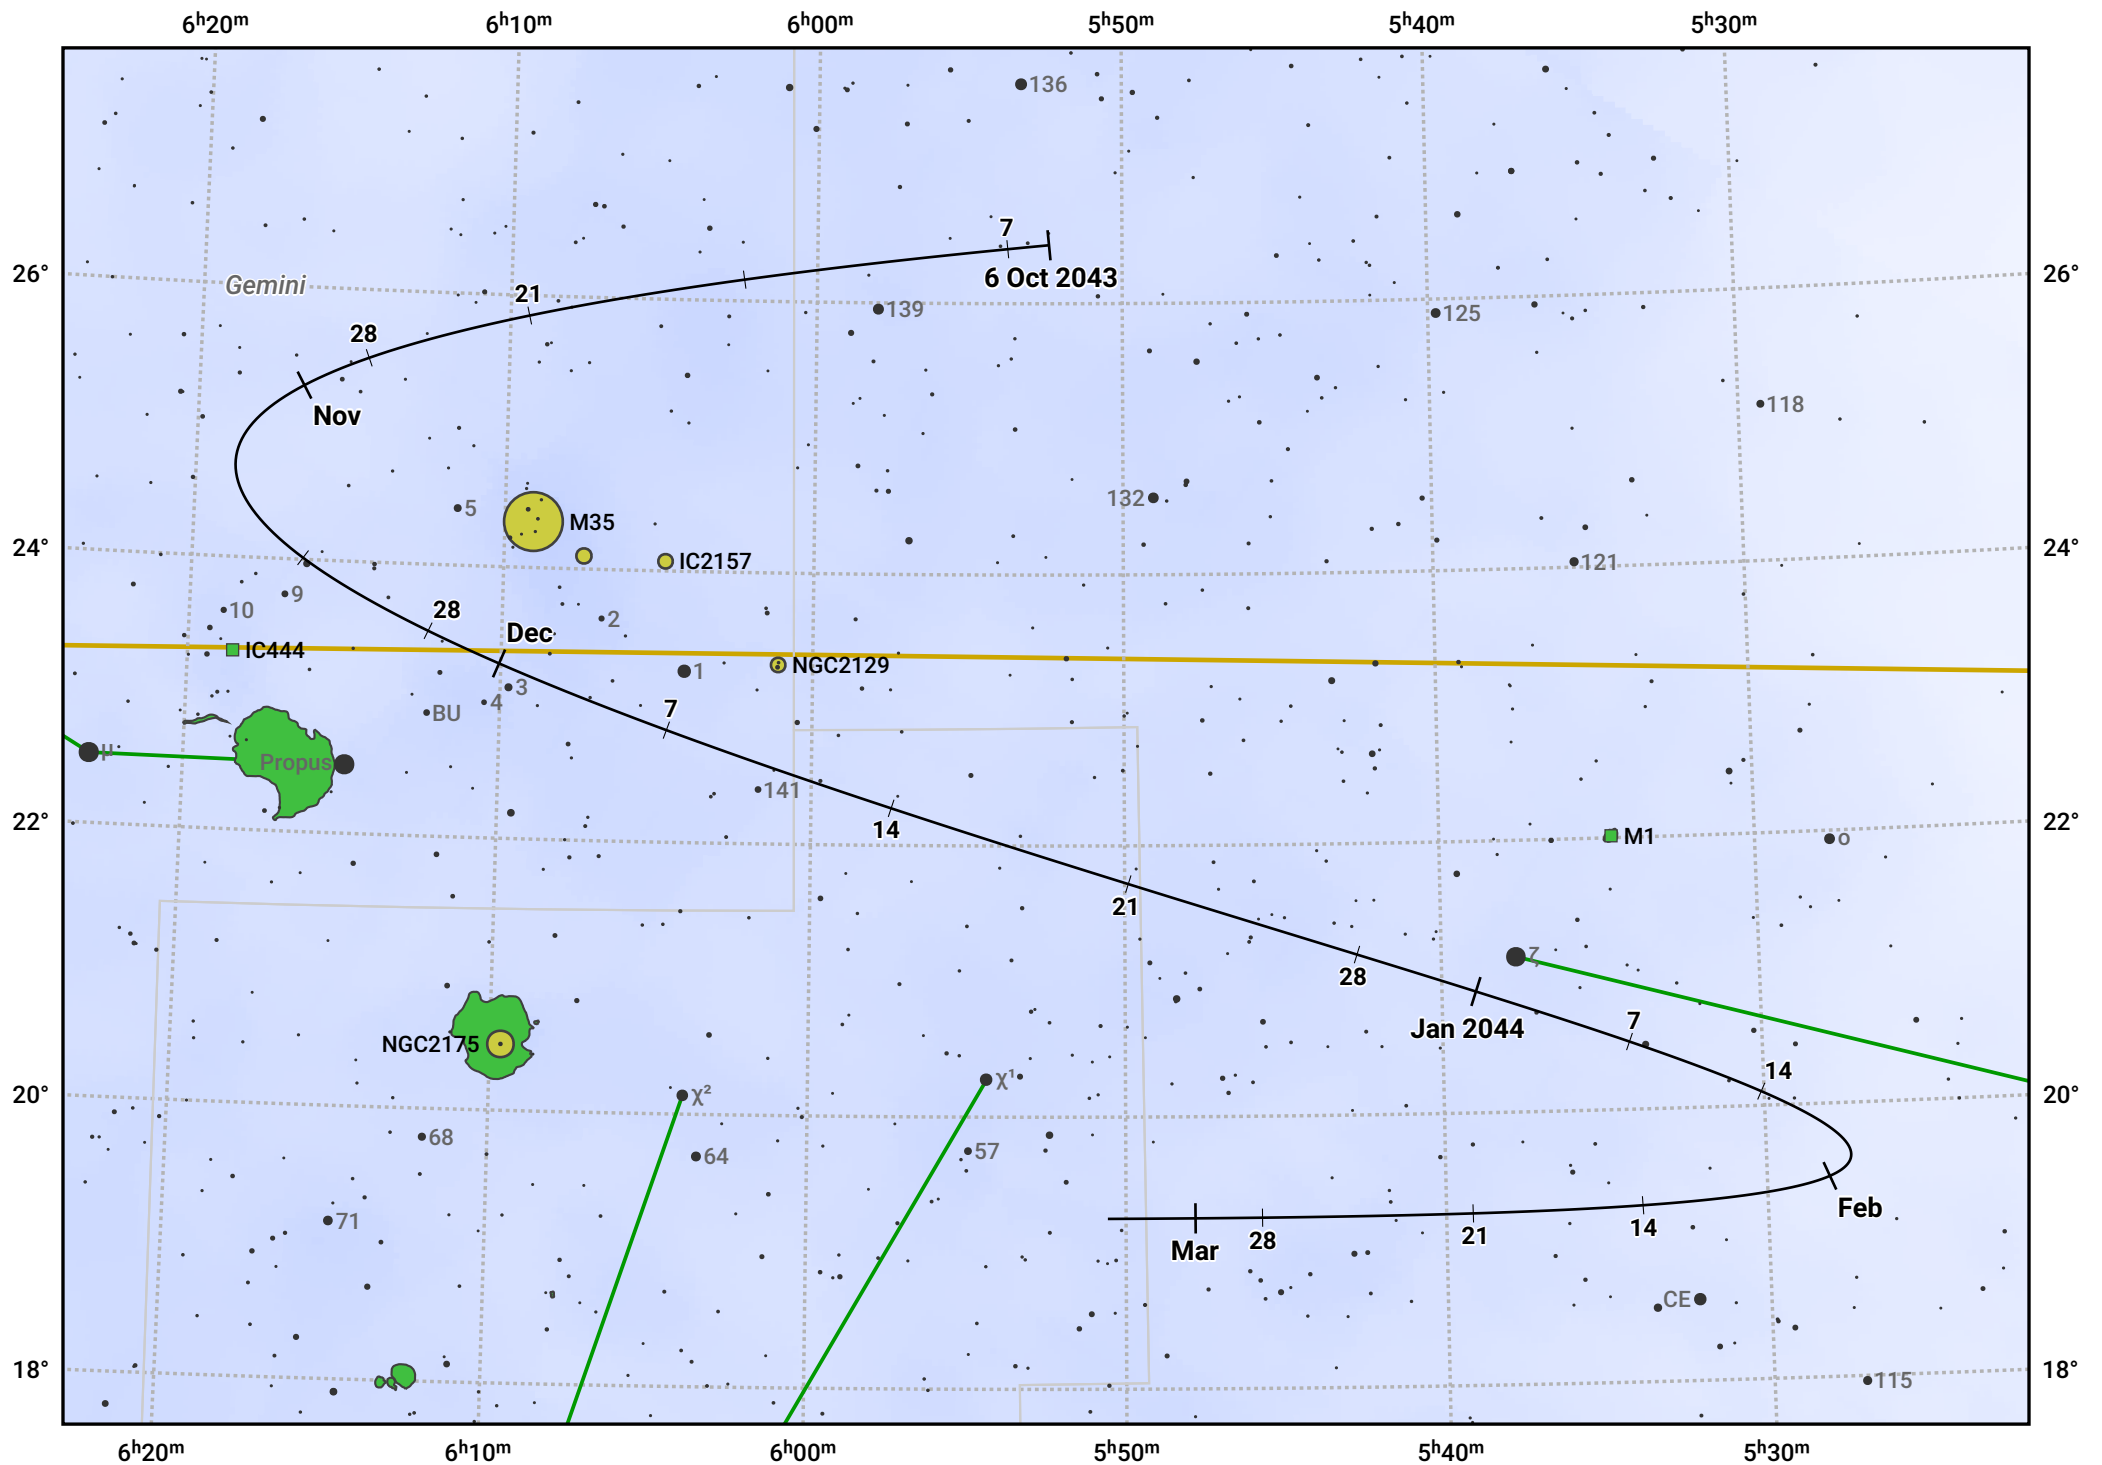 6ʰ20ᵐ 6ʰ10ᵐ 6ʰ00ᵐ 5ʰ50ᵐ 5ʰ40ᵐ 5ʰ30ᵐ
136
7
26° Gemini 6 Oct 2043 26°
21
139 125
28
118
Nov
132
5
M35
24° 24°
IC2157 121
9
10 28 2
Dec
IC444
1 NGC2129
3
4
BU 7
μ
Propus
141
22° 14 22°
M1 ο
21
ζ
28
7
Jan 2044
NGC2175
14
χ¹
20° χ² 20°
68
57
64
Feb
71
28 21 14
Mar
CE
18° 18°
115
6ʰ20ᵐ 6ʰ10ᵐ 6ʰ00ᵐ 5ʰ50ᵐ 5ʰ40ᵐ 5ʰ30ᵐ